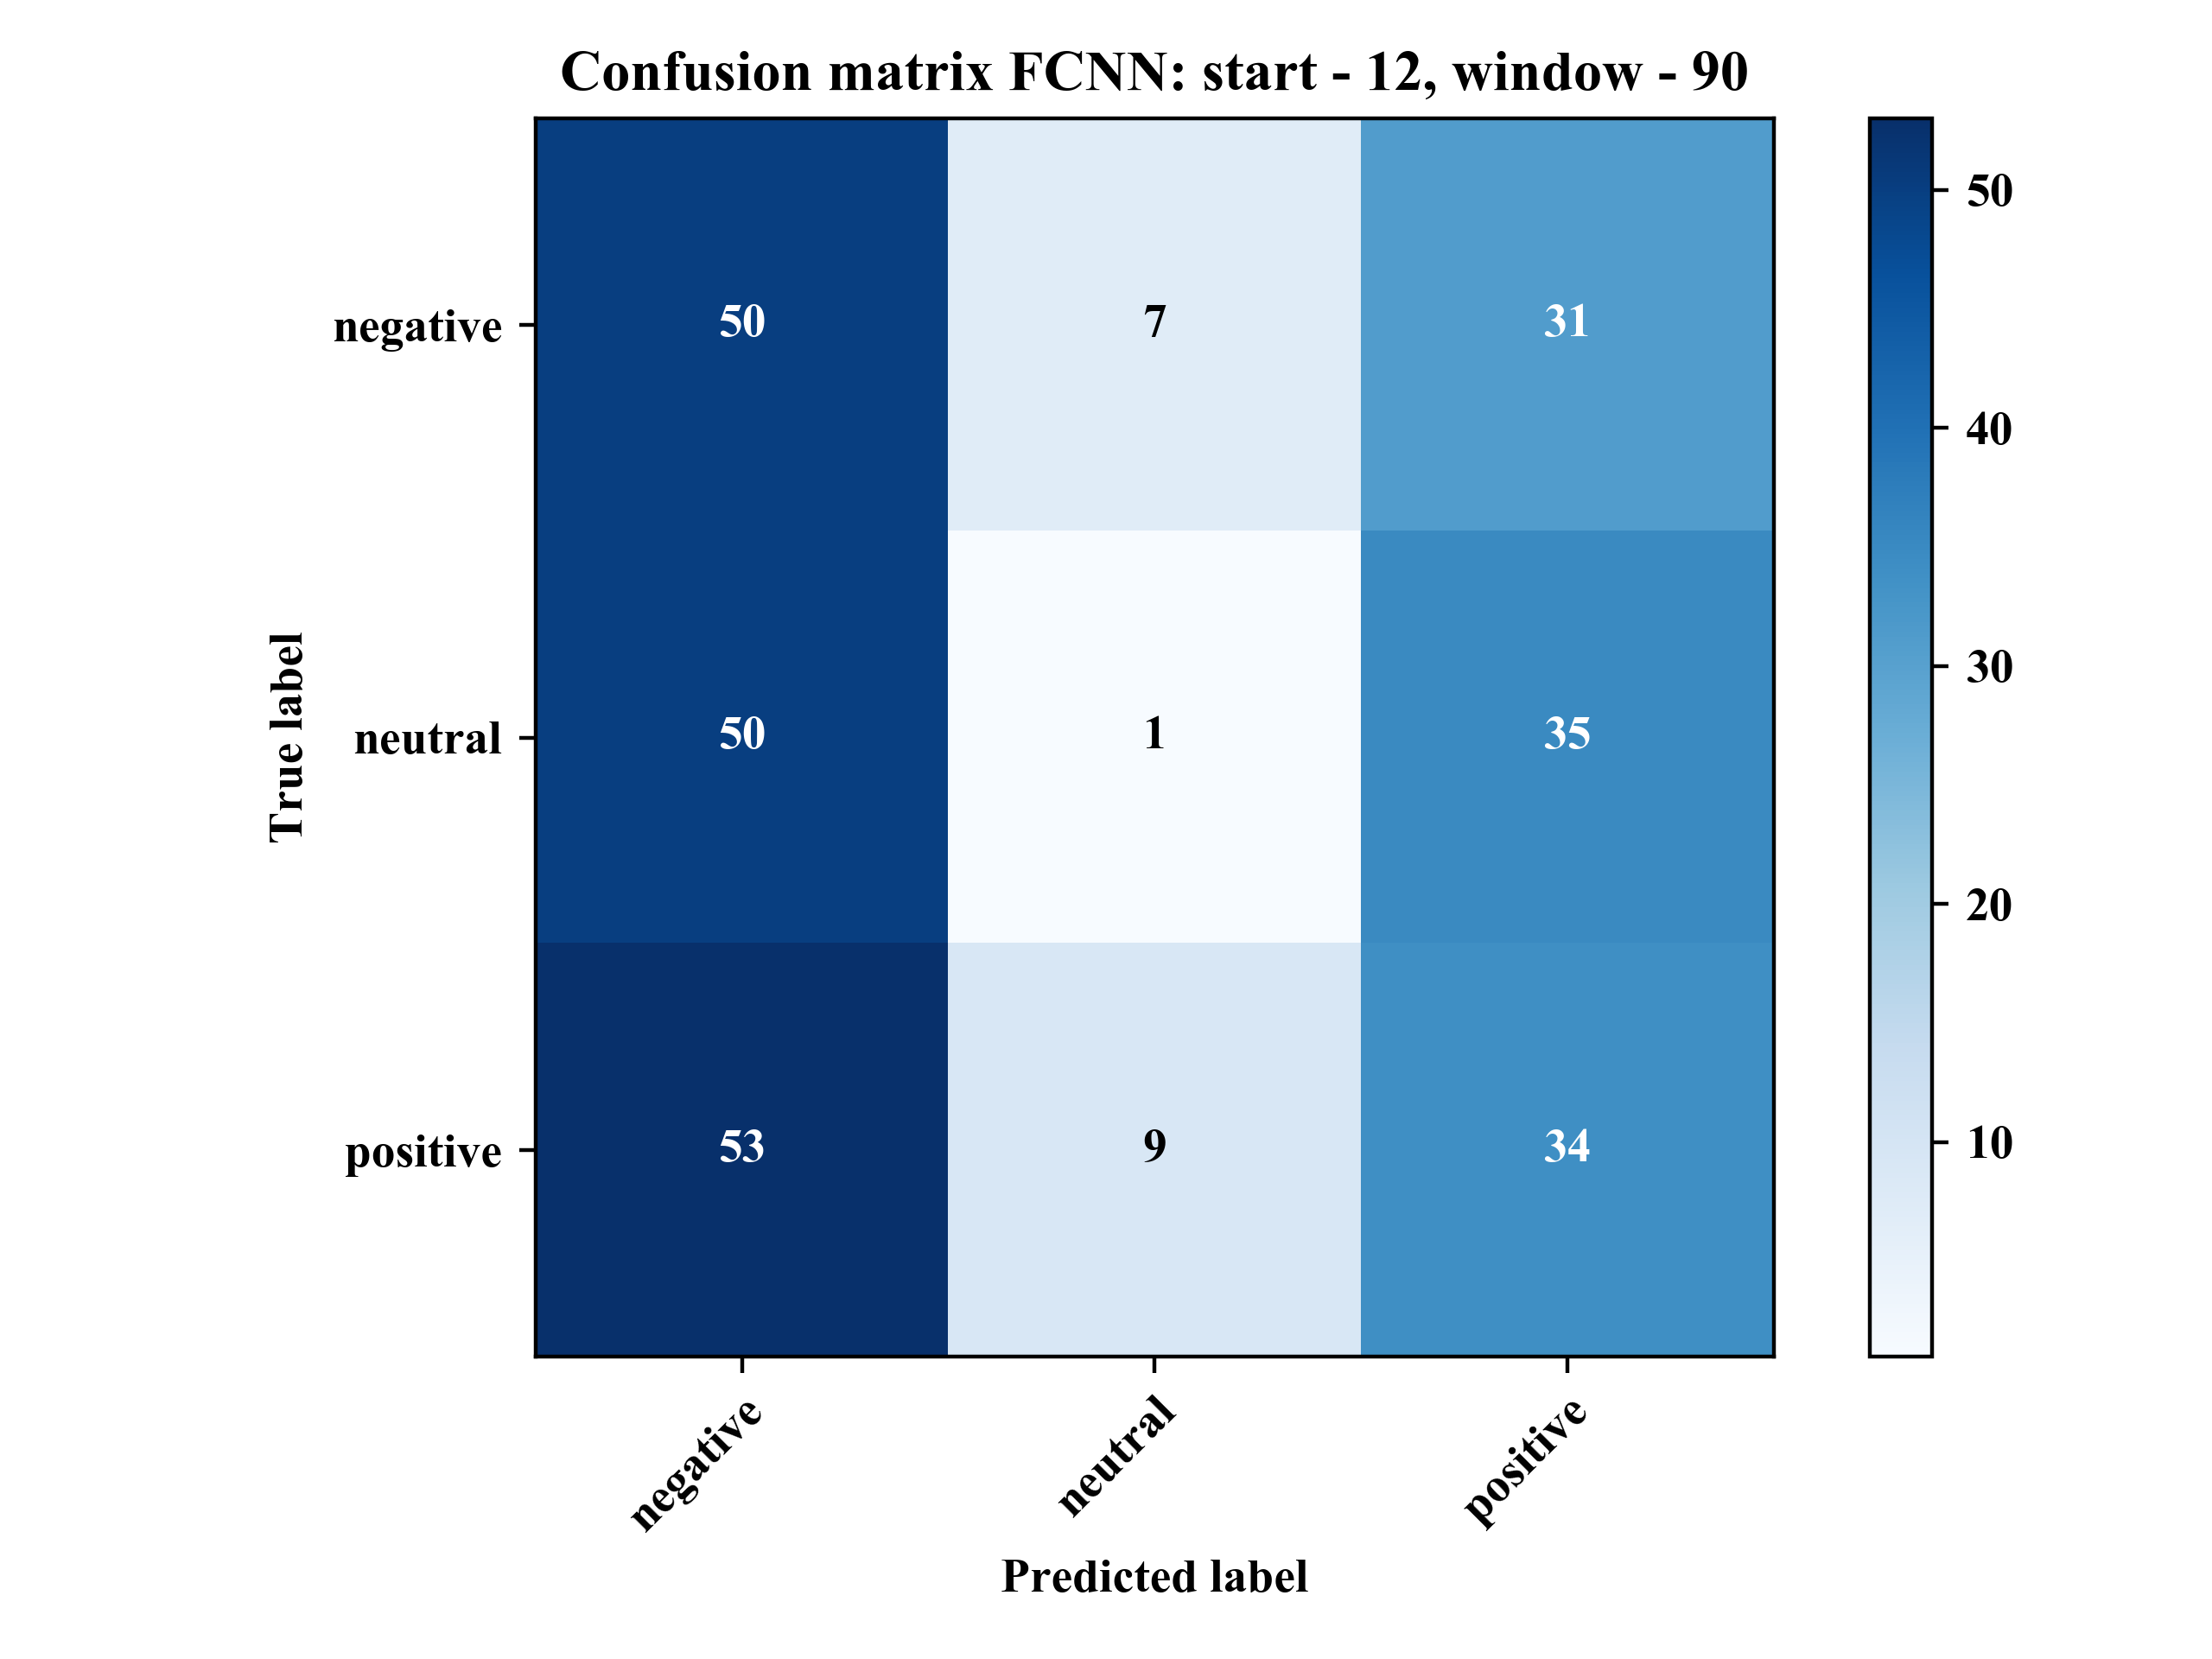 Confusion matrix FCNN: start - 12, window - 90
50
negative 50 7 31
40
30
True label
neutral 50 1 35
20
positive 53 9 34
10
negative neutral positive
Predicted label